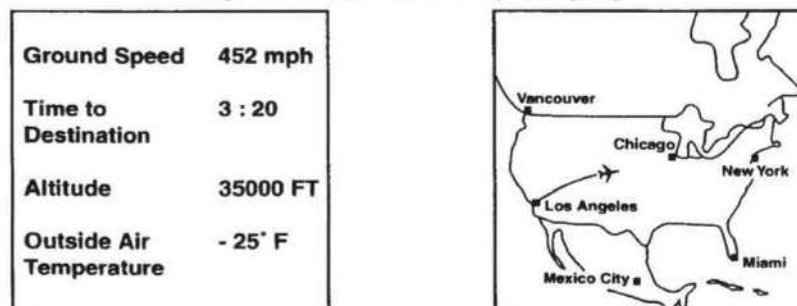 Ground Speed 452 mph
Time to 3 : 20
Destination
Altitude 35000 FT
Outside Air - 25° F
Temperature
Vancouver
Chicago
New York
Los Angeles
Miami
Mexico City